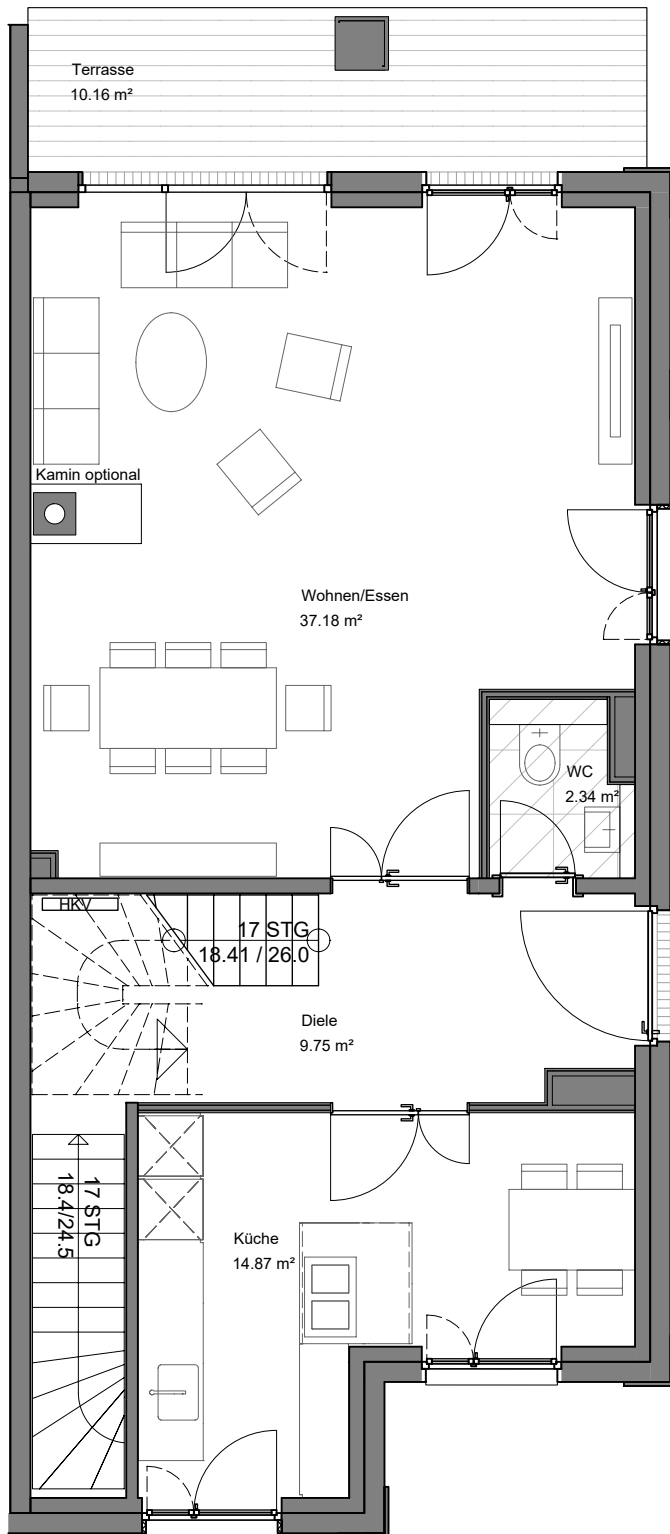 Terrasse
10.16 m²
Kamin optional
Wohnen/Essen
37.18 m²
WC
2.34 m²
HKV
17 STG
18.41 / 26.0
Diele
9.75 m²
17 STG
18.4/24.5
Küche
14.87 m²